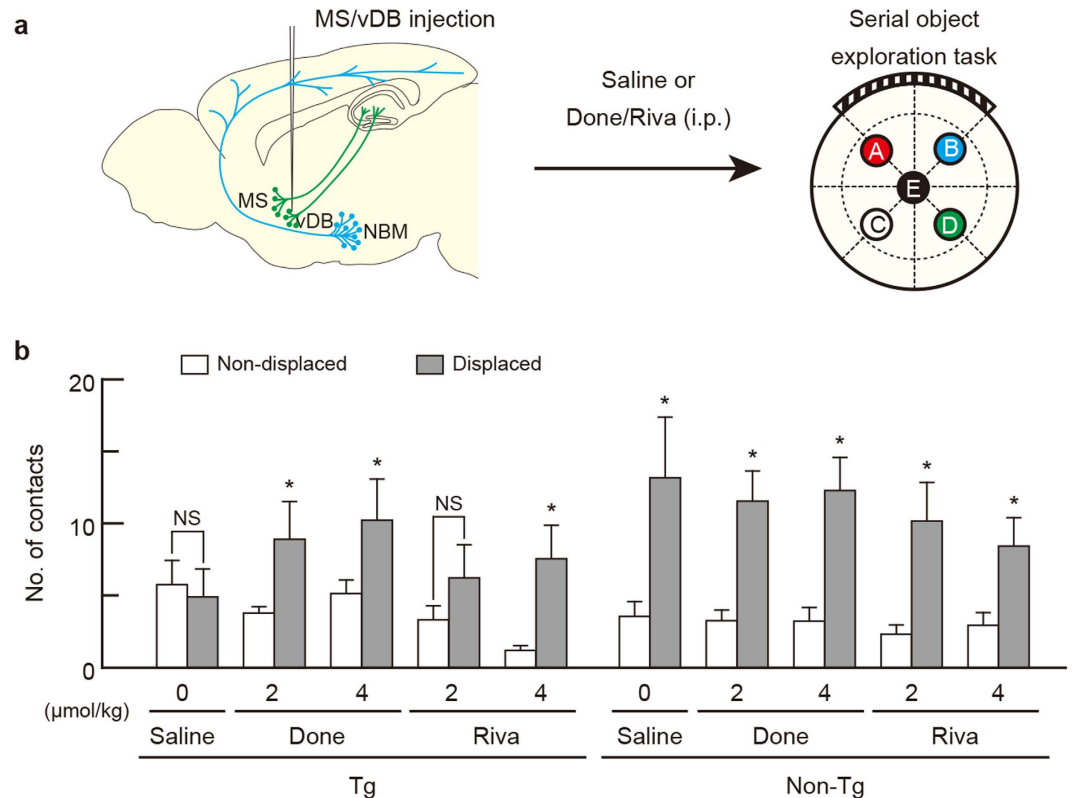 a
MS/vDB injection
Serial object
exploration task
Saline or
Done/Riva (i.p.)
MS
vDB
NBM
A
B
E
C
D
b
Non-displaced
Displaced
No. of contacts
20
10
0
NS
*
*
NS
*
*
*
*
*
*
0 2 4 2 4 0 2 4 2 4
(μmol/kg)
Saline Done Riva Saline Done Riva
Tg Non-Tg